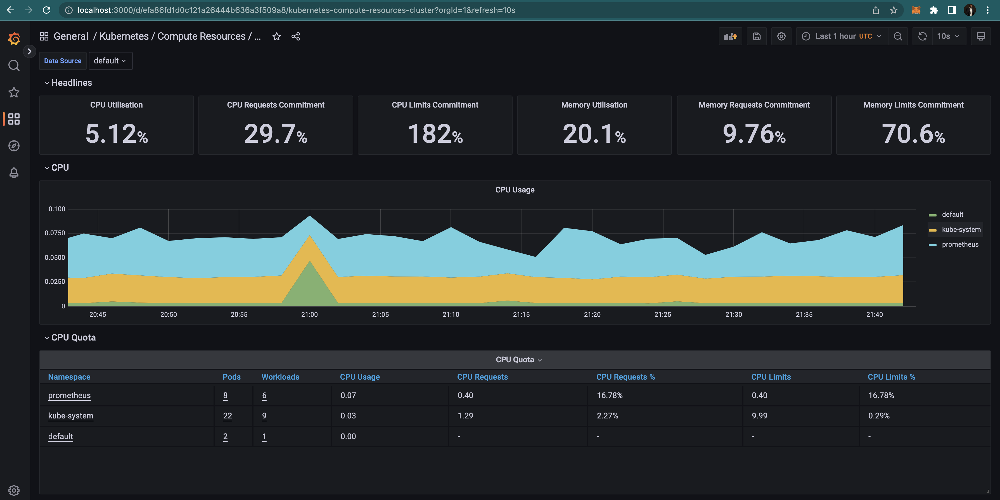 localhost:3000/d/efa86fd1d0c121a26444b636a3f509a8/kubernetes-compute-resources-cluster?orgId=1&refresh=10s
General / Kubernetes / Compute Resources / ...
Last 1 hour UTC
10s
Data Source default
Headlines
CPU Utilisation
5.12%
CPU Requests Commitment
29.7%
CPU Limits Commitment
182%
Memory Utilisation
20.1%
Memory Requests Commitment
9.76%
Memory Limits Commitment
70.6%
CPU
CPU Usage
0.100
0.0750
0.0500
0.0250
0
20:45 20:50 20:55 21:00 21:05 21:10 21:15 21:20 21:25 21:30 21:35 21:40
default
kube-system
prometheus
CPU Quota
CPU Quota
Namespace Pods Workloads CPU Usage CPU Requests CPU Requests % CPU Limits CPU Limits %
prometheus 8 6 0.07 0.40 16.78% 0.40 16.78%
kube-system 22 9 0.03 1.29 2.27% 9.99 0.29%
default 2 1 0.00 - - - -